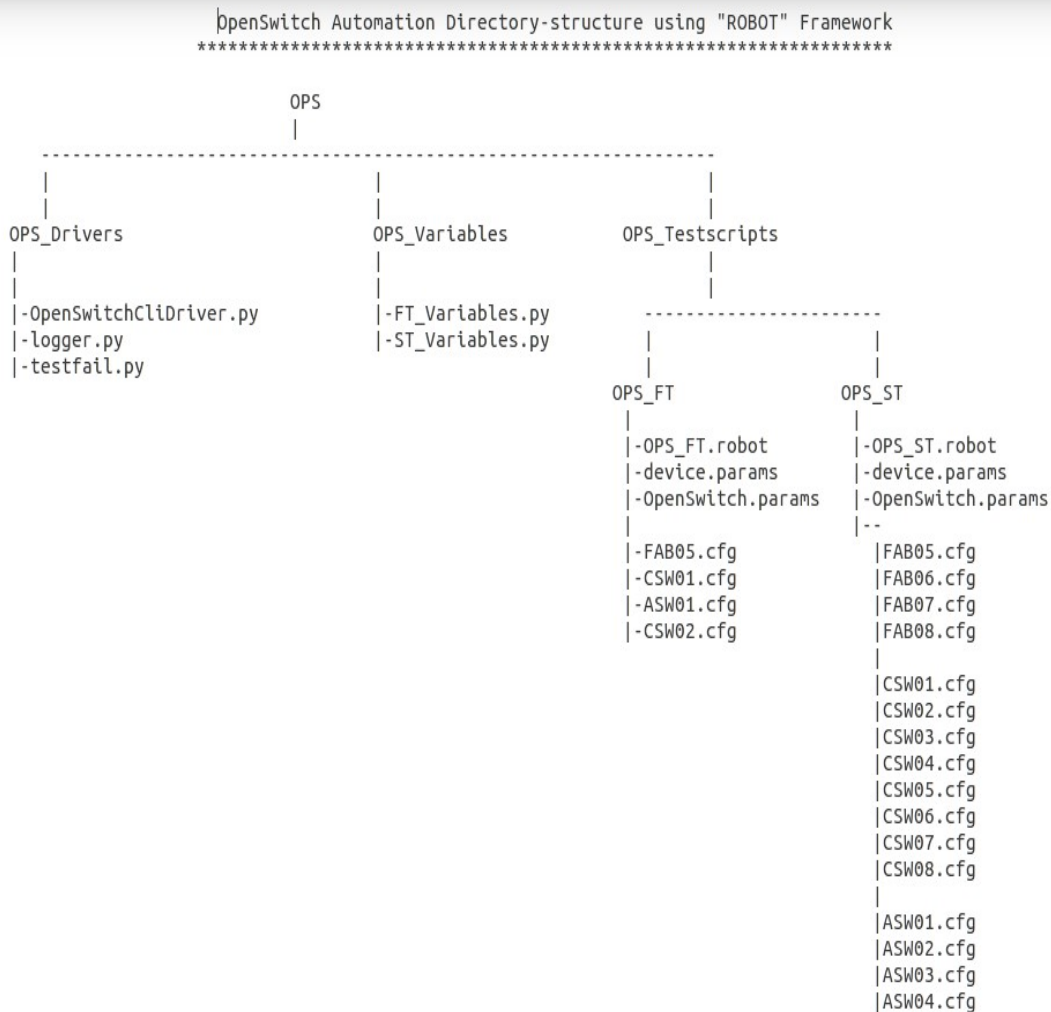 OpenSwitch Automation Directory-structure using "ROBOT" Framework
*******************************************************************
OPS
|
-----------------------------------------------------------------
| | |
| | |
OPS_Drivers OPS_Variables OPS_Testscripts
| | |
| | |
|-OpenSwitchCliDriver.py |-FT_Variables.py -----------------------
|-logger.py |-ST_Variables.py | |
|-testfail.py | |
OPS_FT OPS_ST
| |
|-OPS_FT.robot |-OPS_ST.robot
|-device.params |-device.params
|-OpenSwitch.params |-OpenSwitch.params
| |--
|-FAB05.cfg |FAB05.cfg
|-CSW01.cfg |FAB06.cfg
|-ASW01.cfg |FAB07.cfg
|-CSW02.cfg |FAB08.cfg
|
|CSW01.cfg
|CSW02.cfg
|CSW03.cfg
|CSW04.cfg
|CSW05.cfg
|CSW06.cfg
|CSW07.cfg
|CSW08.cfg
|
|ASW01.cfg
|ASW02.cfg
|ASW03.cfg
|ASW04.cfg